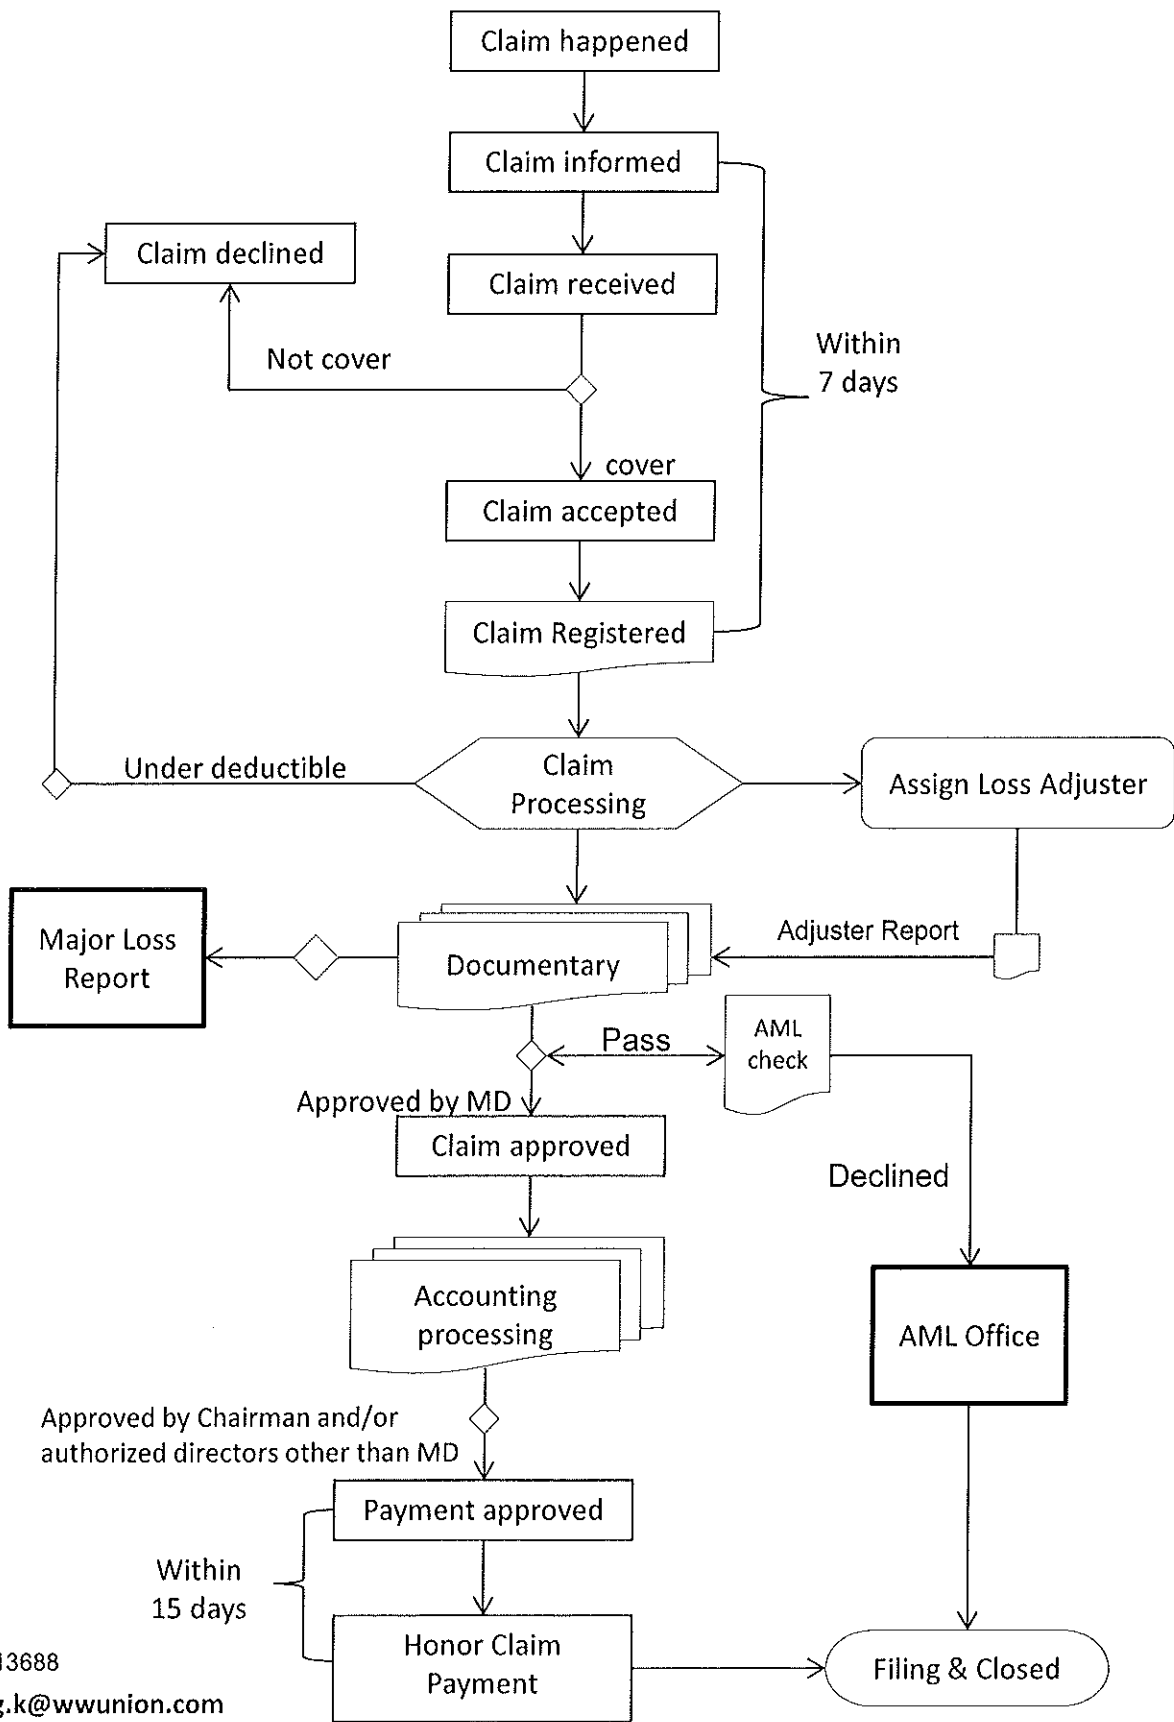 Claim happened
Claim informed
Claim declined
Claim received
Not cover
Within
7 days
cover
Claim accepted
Claim Registered
Under deductible
Claim
Processing
Assign Loss Adjuster
Major Loss
Report
Documentary
Adjuster Report
Pass
AML
check
Approved by MD
Claim approved
Declined
Accounting
processing
AML Office
Approved by Chairman and/or
authorized directors other than MD
Payment approved
Within
15 days
Honor Claim
Payment
Filing & Closed
13688
g.k@wwunion.com